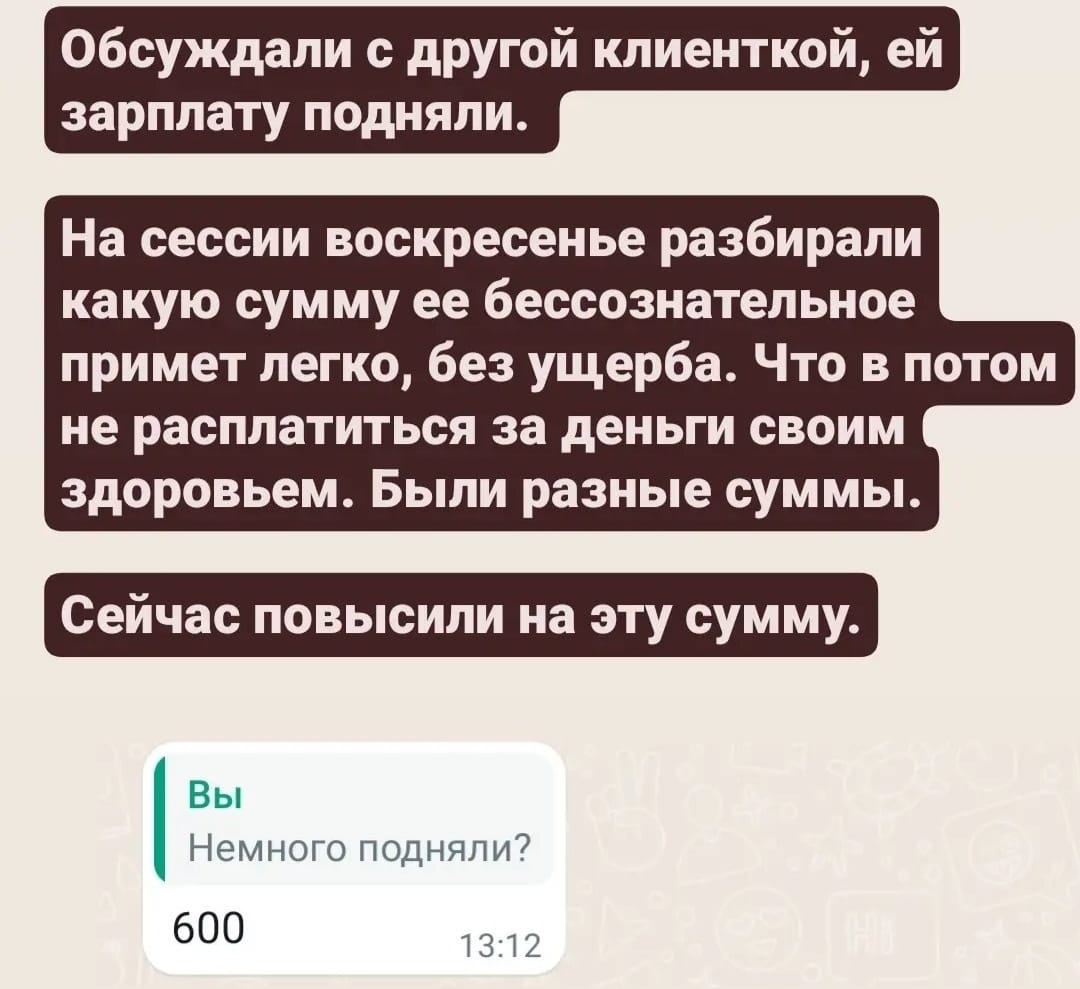 Обсуждали с другой клиенткой, ей
зарплату подняли.
На сессии воскресенье разбирали
какую сумму ее бессознательное
примет легко, без ущерба. Что в потом
не расплатиться за деньги своим
здоровьем. Были разные суммы.
Сейчас повысили на эту сумму.
Вы
Немного подняли?
600
13:12
Hi